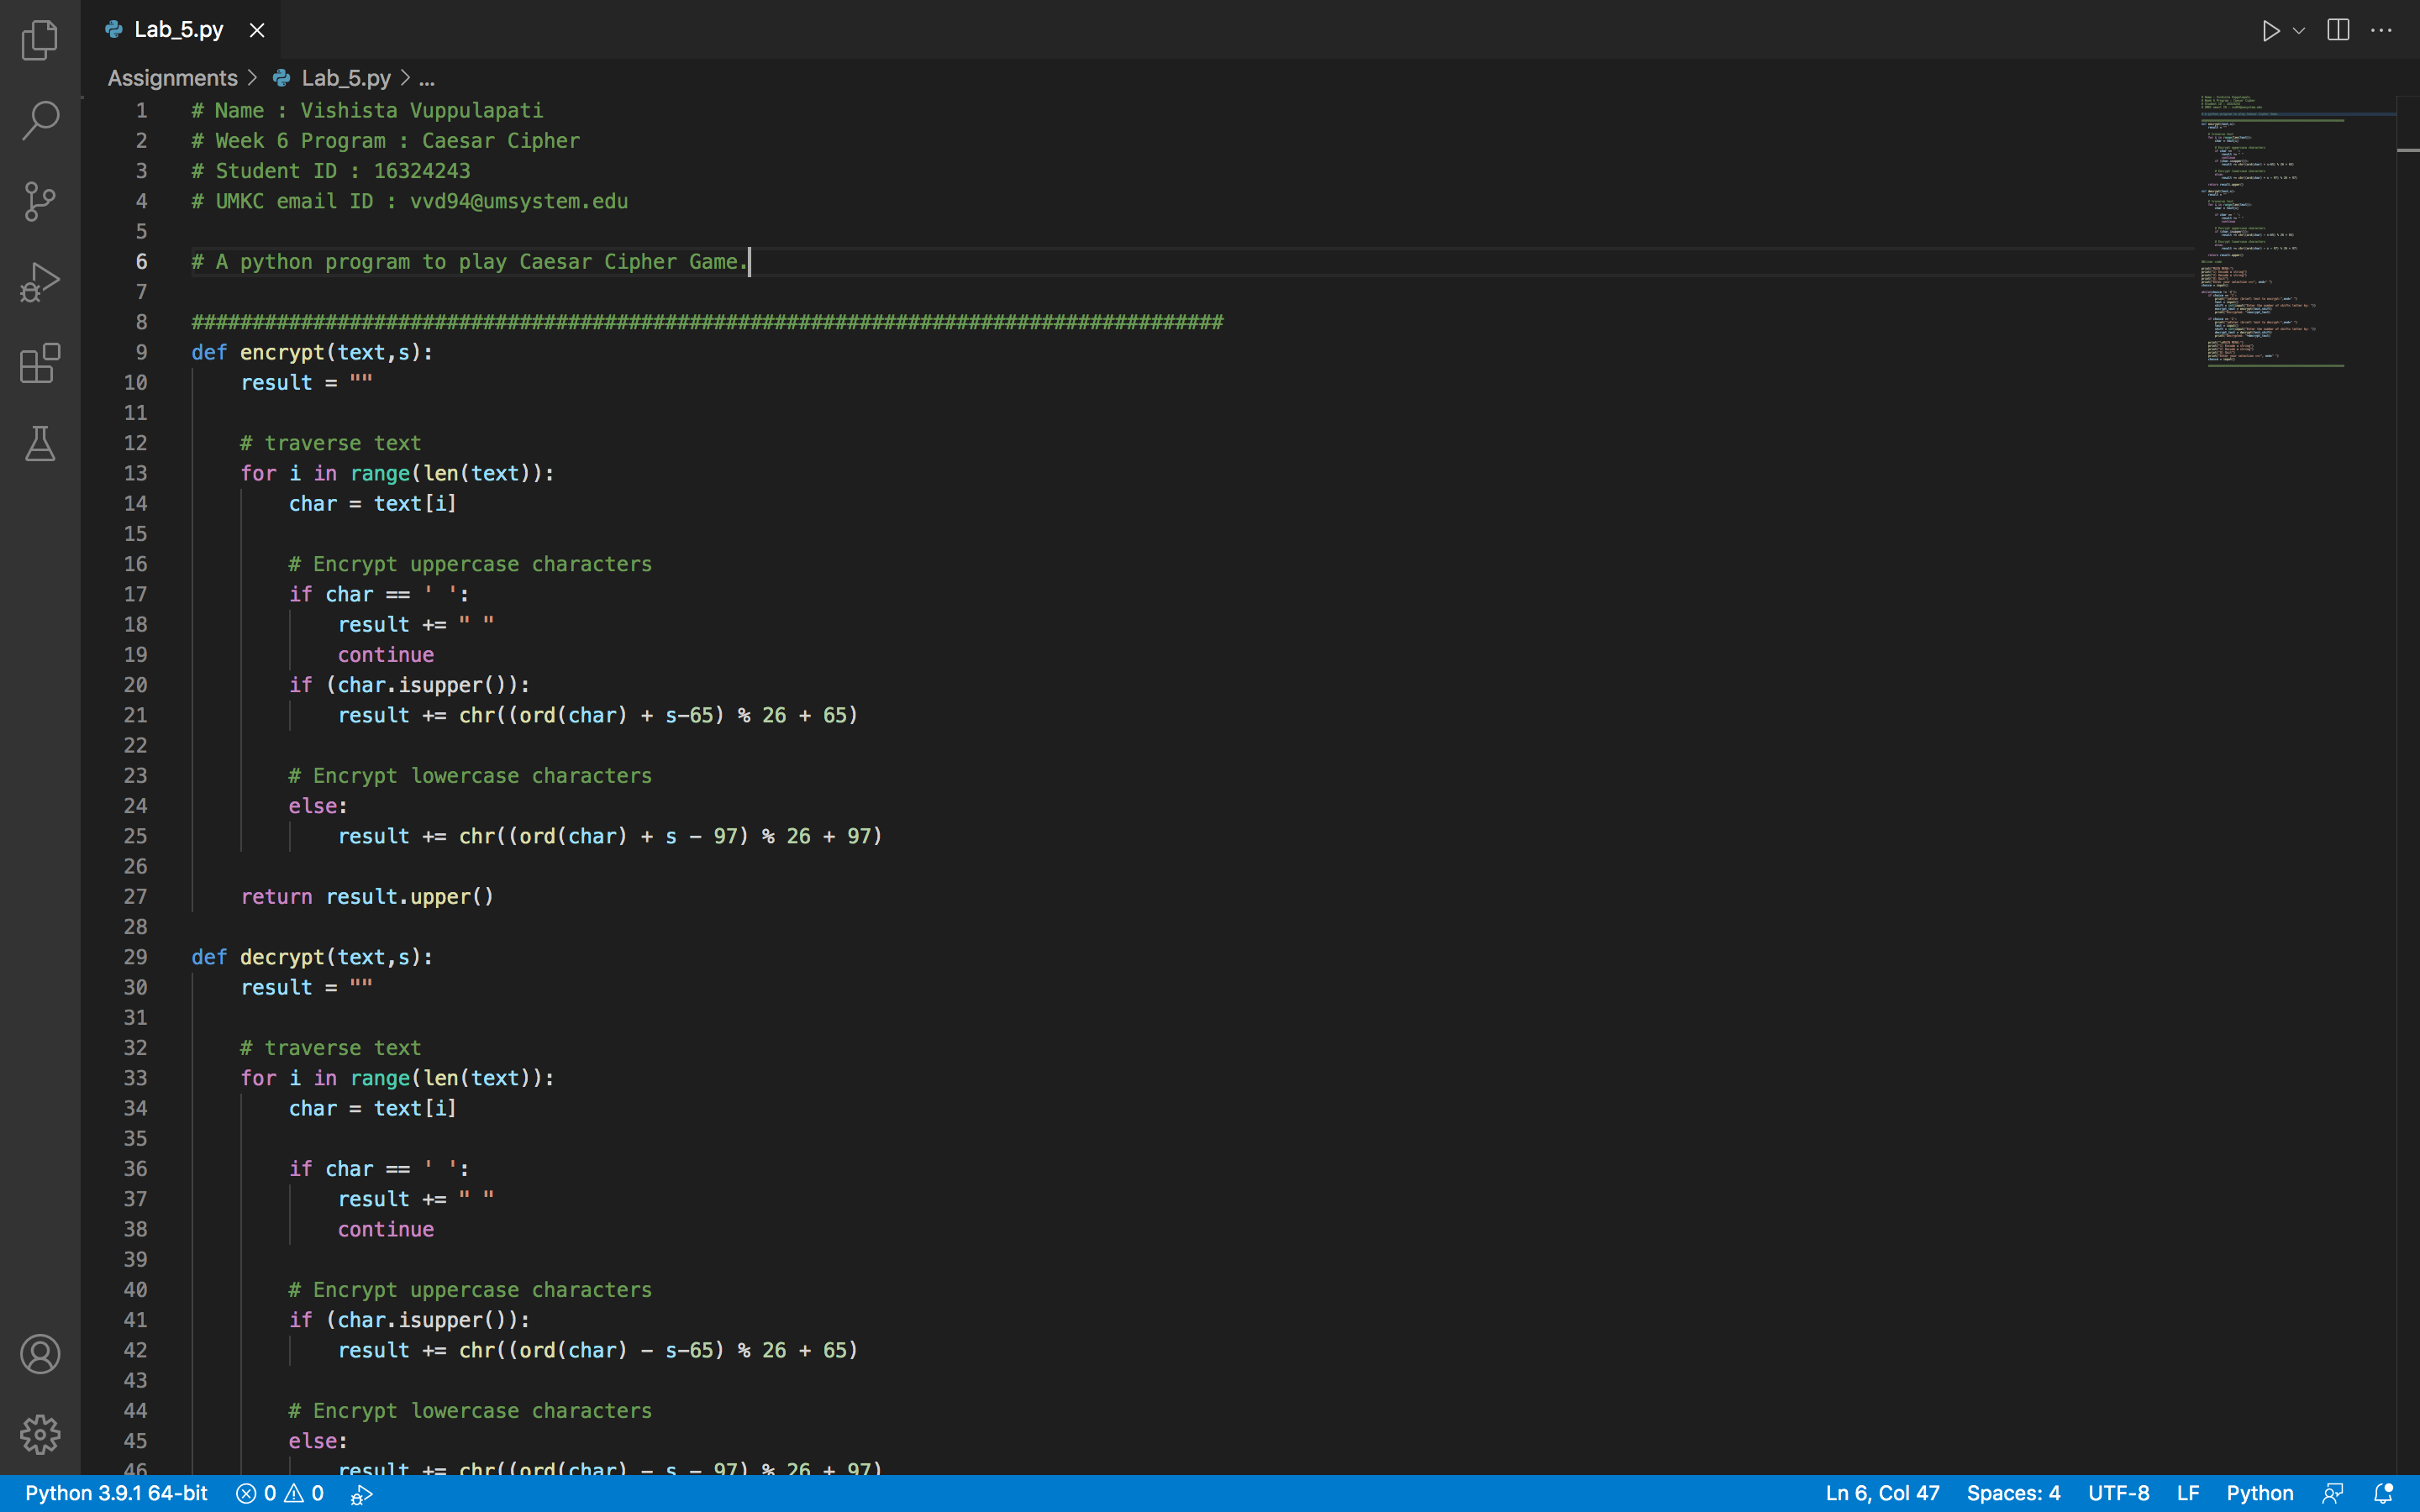 Lab_5.py
Assignments > Lab_5.py > ...
1 # Name : Vishista Vuppulapati
2 # Week 6 Program : Caesar Cipher
3 # Student ID : 16324243
4 # UMKC email ID : vvd94@umsystem.edu
5
6 # A python program to play Caesar Cipher Game.
7
8 #####################################################################################
9 def encrypt(text,s):
10     result = ""
11
12     # traverse text
13     for i in range(len(text)):
14         char = text[i]
15
16         # Encrypt uppercase characters
17         if char == ' ':
18             result += " "
19             continue
20         if (char.isupper()):
21             result += chr((ord(char) + s-65) % 26 + 65)
22
23         # Encrypt lowercase characters
24         else:
25             result += chr((ord(char) + s - 97) % 26 + 97)
26
27     return result.upper()
28
29 def decrypt(text,s):
30     result = ""
31
32     # traverse text
33     for i in range(len(text)):
34         char = text[i]
35
36         if char == ' ':
37             result += " "
38             continue
39
40         # Encrypt uppercase characters
41         if (char.isupper()):
42             result += chr((ord(char) - s-65) % 26 + 65)
43
44         # Encrypt lowercase characters
45         else:
46             result += chr((ord(char) - s - 97) % 26 + 97)
Python 3.9.1 64-bit 0 0 Ln 6, Col 47 Spaces: 4 UTF-8 LF Python